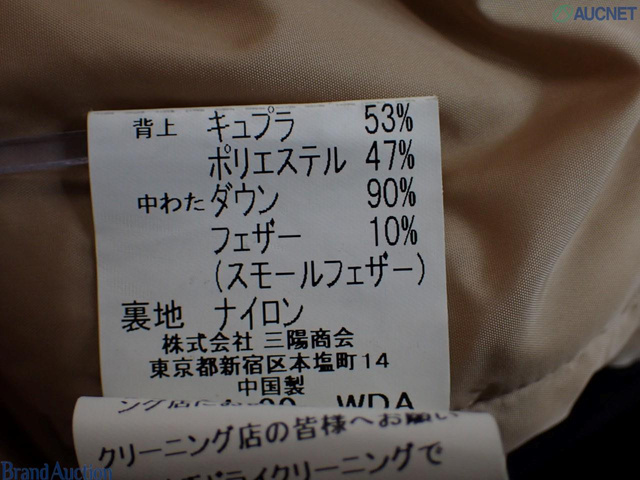 AUCNET
背上 キュプラ 53%
ポリエステル 47%
中わた ダウン 90%
フェザー 10%
(スモールフェザー)
裏地 ナイロン
株式会社 三陽商会
東京都新宿区本塩町14
中国製
WDA
クリーニング店の皆様へお願い
ドライクリーニングで
Brand Auction